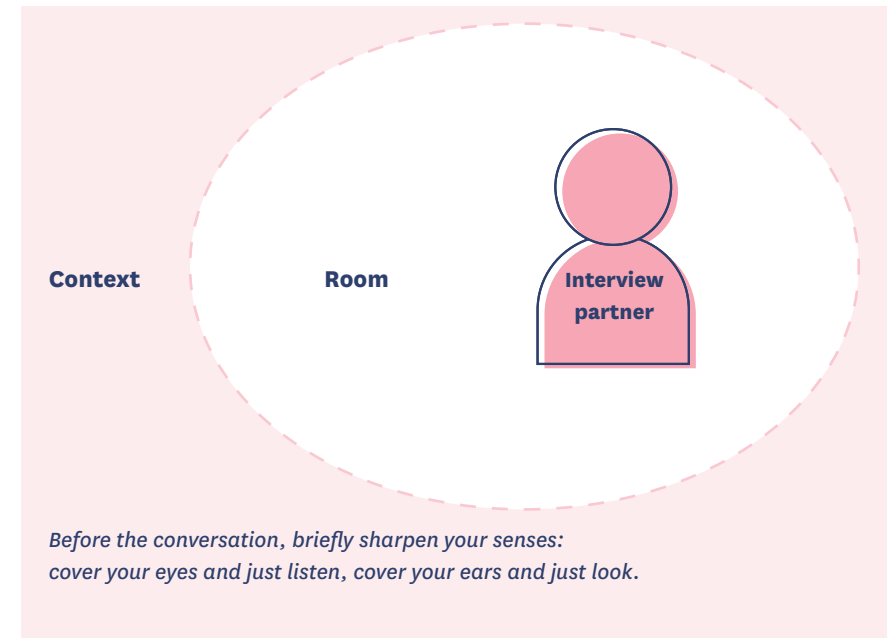 Context
Room
Interview
partner
Before the conversation, briefly sharpen your senses:
cover your eyes and just listen, cover your ears and just look.